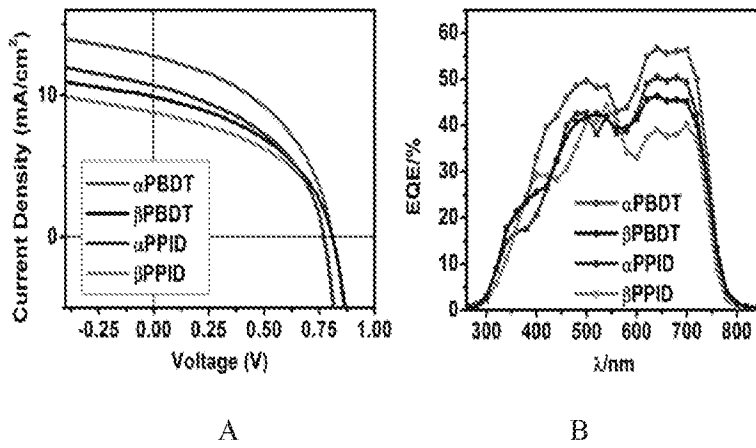 Current Density (mA/cm²)
10
0
αPBDT
βPBDT
αPPID
βPPID
-0.25 0.00 0.25 0.50 0.75 1.00
Voltage (V)
A
EQE/%
60
50
40
30
20
10
0
αPBDT
βPBDT
αPPID
βPPID
300 400 500 600 700 800
λ/nm
B